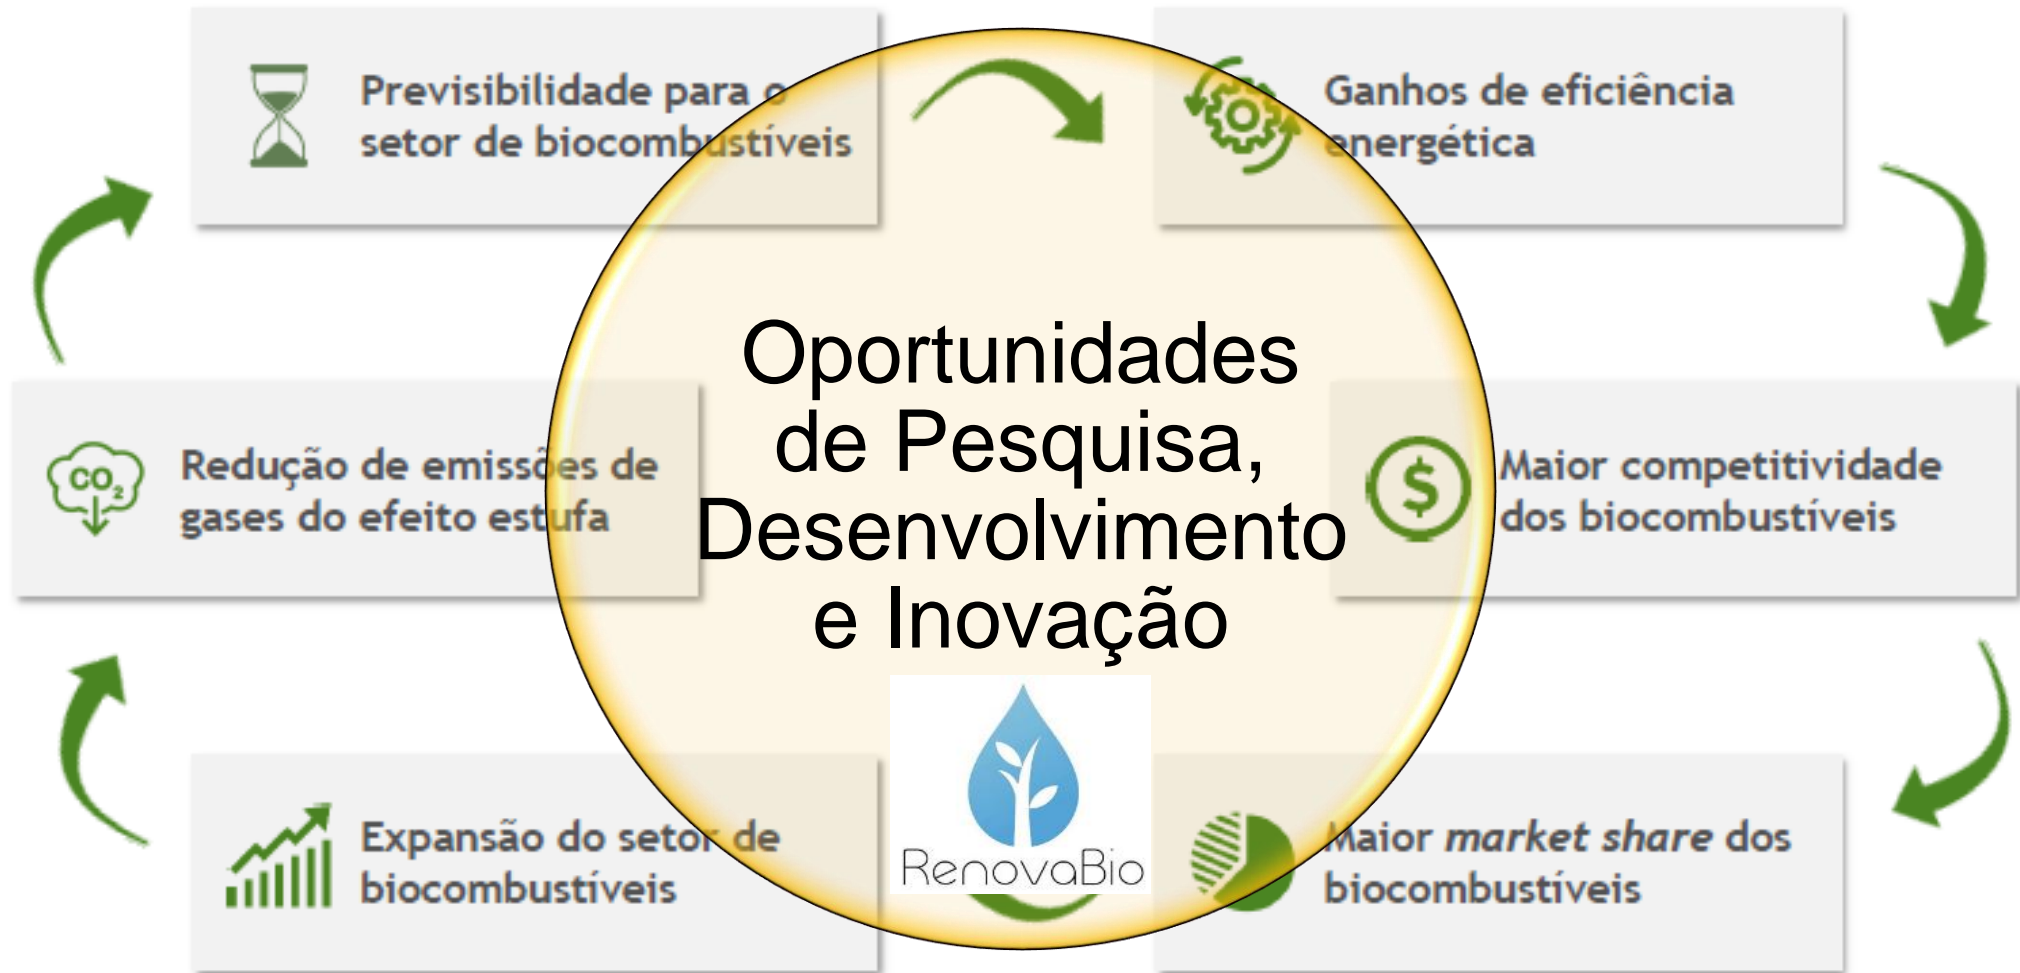 Previsibilidade para o
setor de biocombustíveis
Ganhos de eficiência
energética
Maior competitividade
dos biocombustíveis
Maior market share dos
biocombustíveis
Expansão do setor de
biocombustíveis
Redução de emissões de
gases do efeito estufa
CO2
$
Oportunidades
de Pesquisa,
Desenvolvimento
e Inovação
RenovaBio